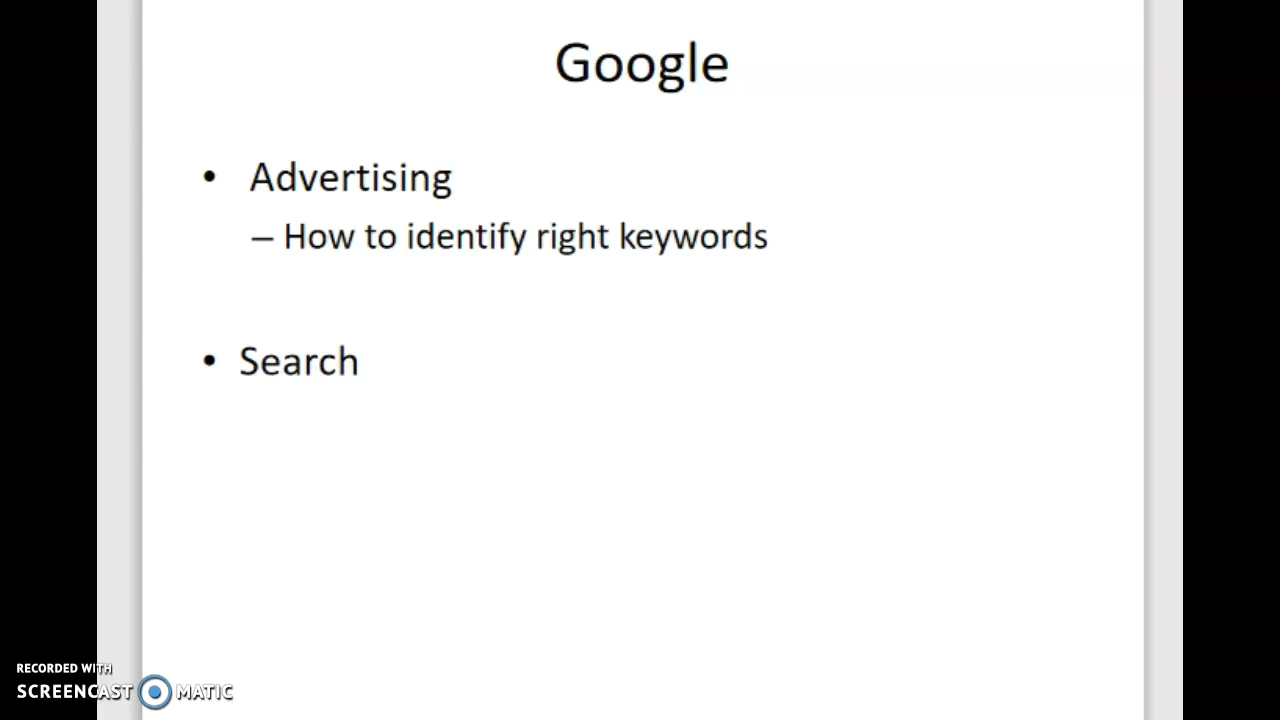 Google
• Advertising
– How to identify right keywords
• Search
RECORDED WITH
SCREENCAST MATIC